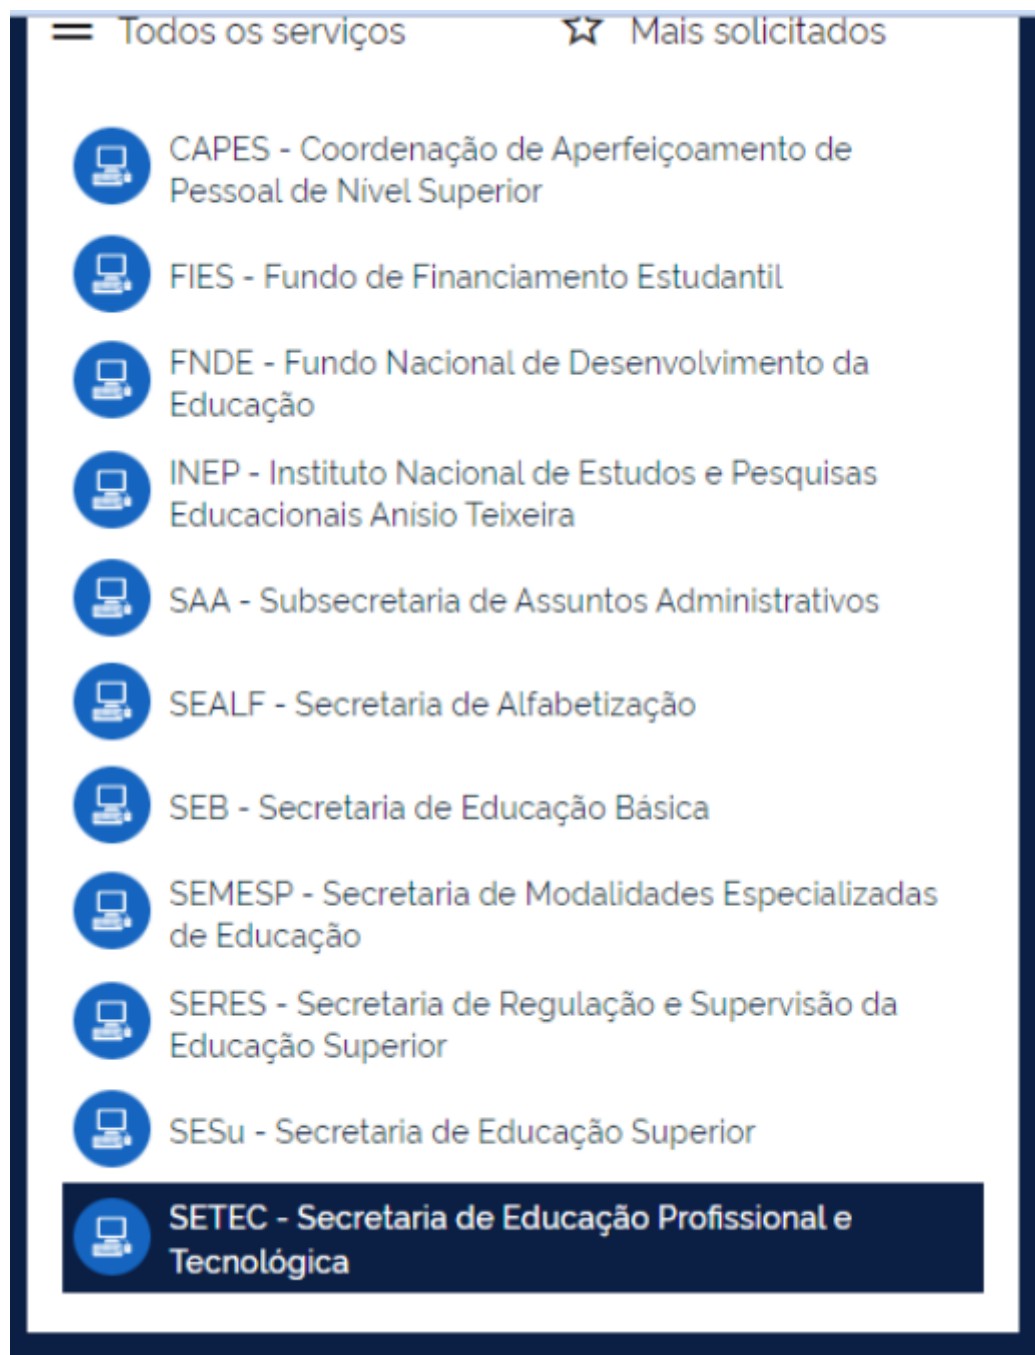 Todos os serviços
Mais solicitados
CAPES - Coordenação de Aperfeiçoamento de
Pessoal de Nível Superior
FIES - Fundo de Financiamento Estudantil
FNDE - Fundo Nacional de Desenvolvimento da
Educação
INEP - Instituto Nacional de Estudos e Pesquisas
Educacionais Anísio Teixeira
SAA - Subsecretaria de Assuntos Administrativos
SEALF - Secretaria de Alfabetização
SEB - Secretaria de Educação Básica
SEMESP - Secretaria de Modalidades Especializadas
de Educação
SERES - Secretaria de Regulação e Supervisão da
Educação Superior
SESu - Secretaria de Educação Superior
SETEC - Secretaria de Educação Profissional e
Tecnológica